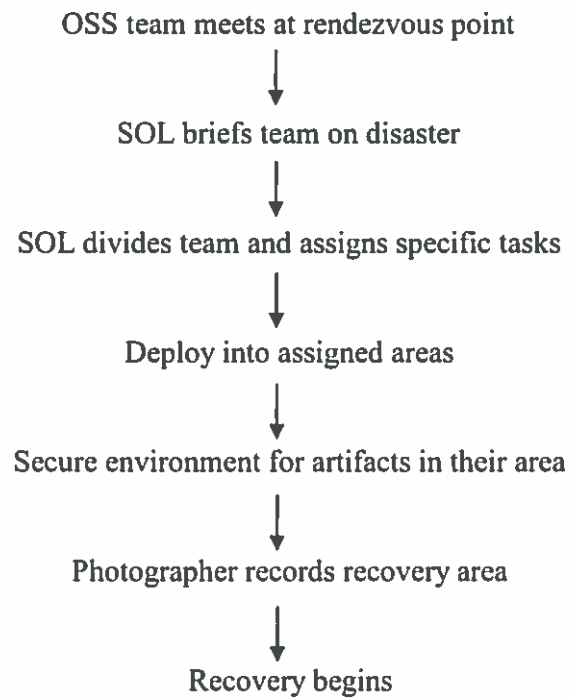 OSS team meets at rendezvous point
SOL briefs team on disaster
SOL divides team and assigns specific tasks
Deploy into assigned areas
Secure environment for artifacts in their area
Photographer records recovery area
Recovery begins